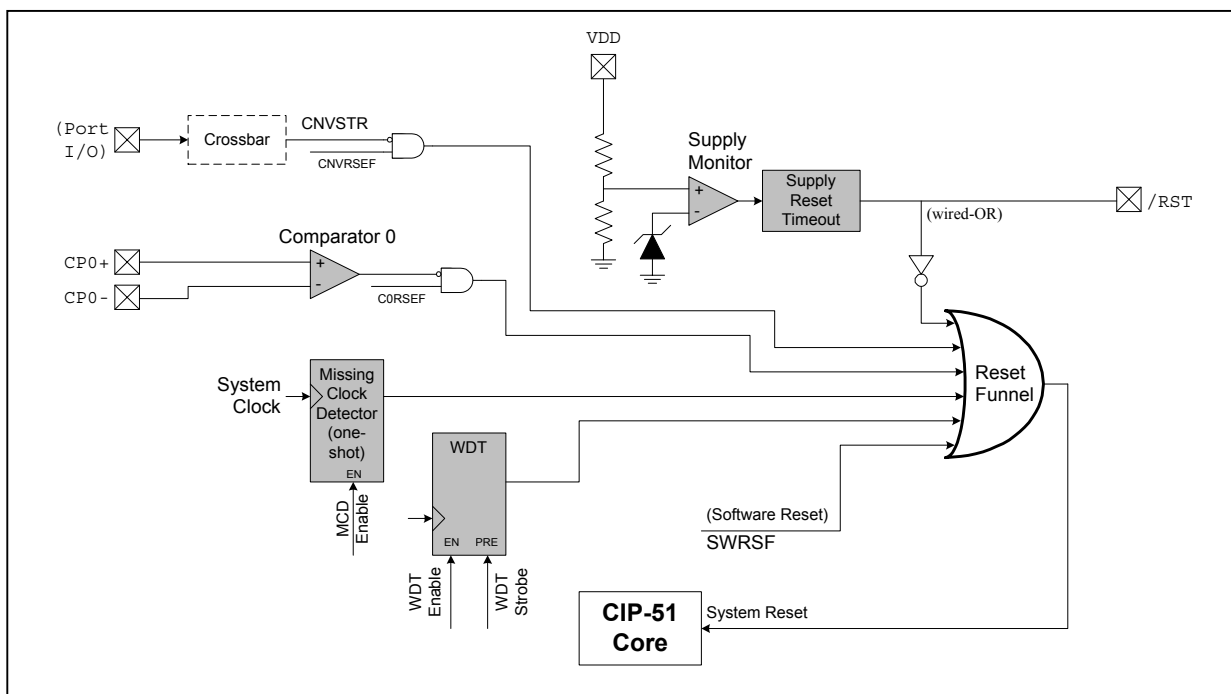 VDD
(Port
I/O)
Crossbar
CNVSTR
CNVRSEF
Supply
Monitor
+
-
Supply
Reset
Timeout
(wired-OR)
/RST
Comparator 0
CP0+
CP0-
+
-
C0RSEF
System
Clock
Missing
Clock
Detector
(one-
shot)
EN
MCD
Enable
WDT
EN
PRE
WDT
Enable
WDT
Strobe
Reset
Funnel
(Software Reset)
SWRSF
CIP-51
Core
System Reset